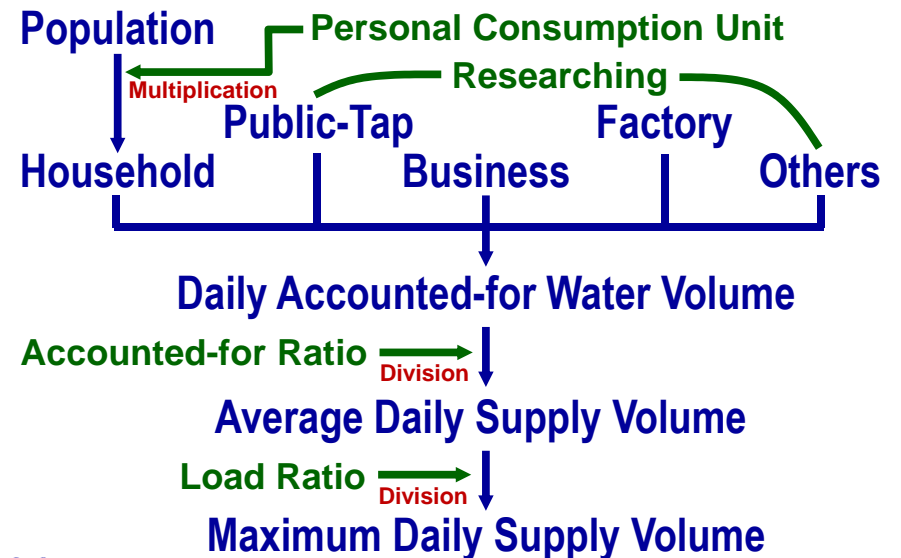 Population
Personal Consumption Unit
Multiplication
Researching
Public-Tap
Factory
Household
Business
Others
Daily Accounted-for Water Volume
Accounted-for Ratio
Division
Average Daily Supply Volume
Load Ratio
Division
Maximum Daily Supply Volume